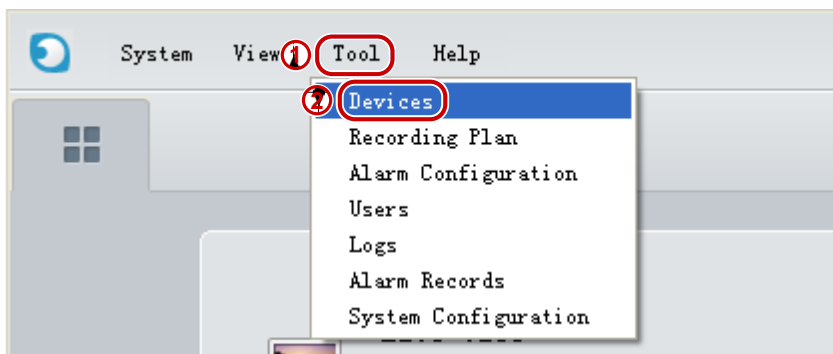 System View 1 Tool Help
2 Devices
Recording Plan
Alarm Configuration
Users
Logs
Alarm Records
System Configuration